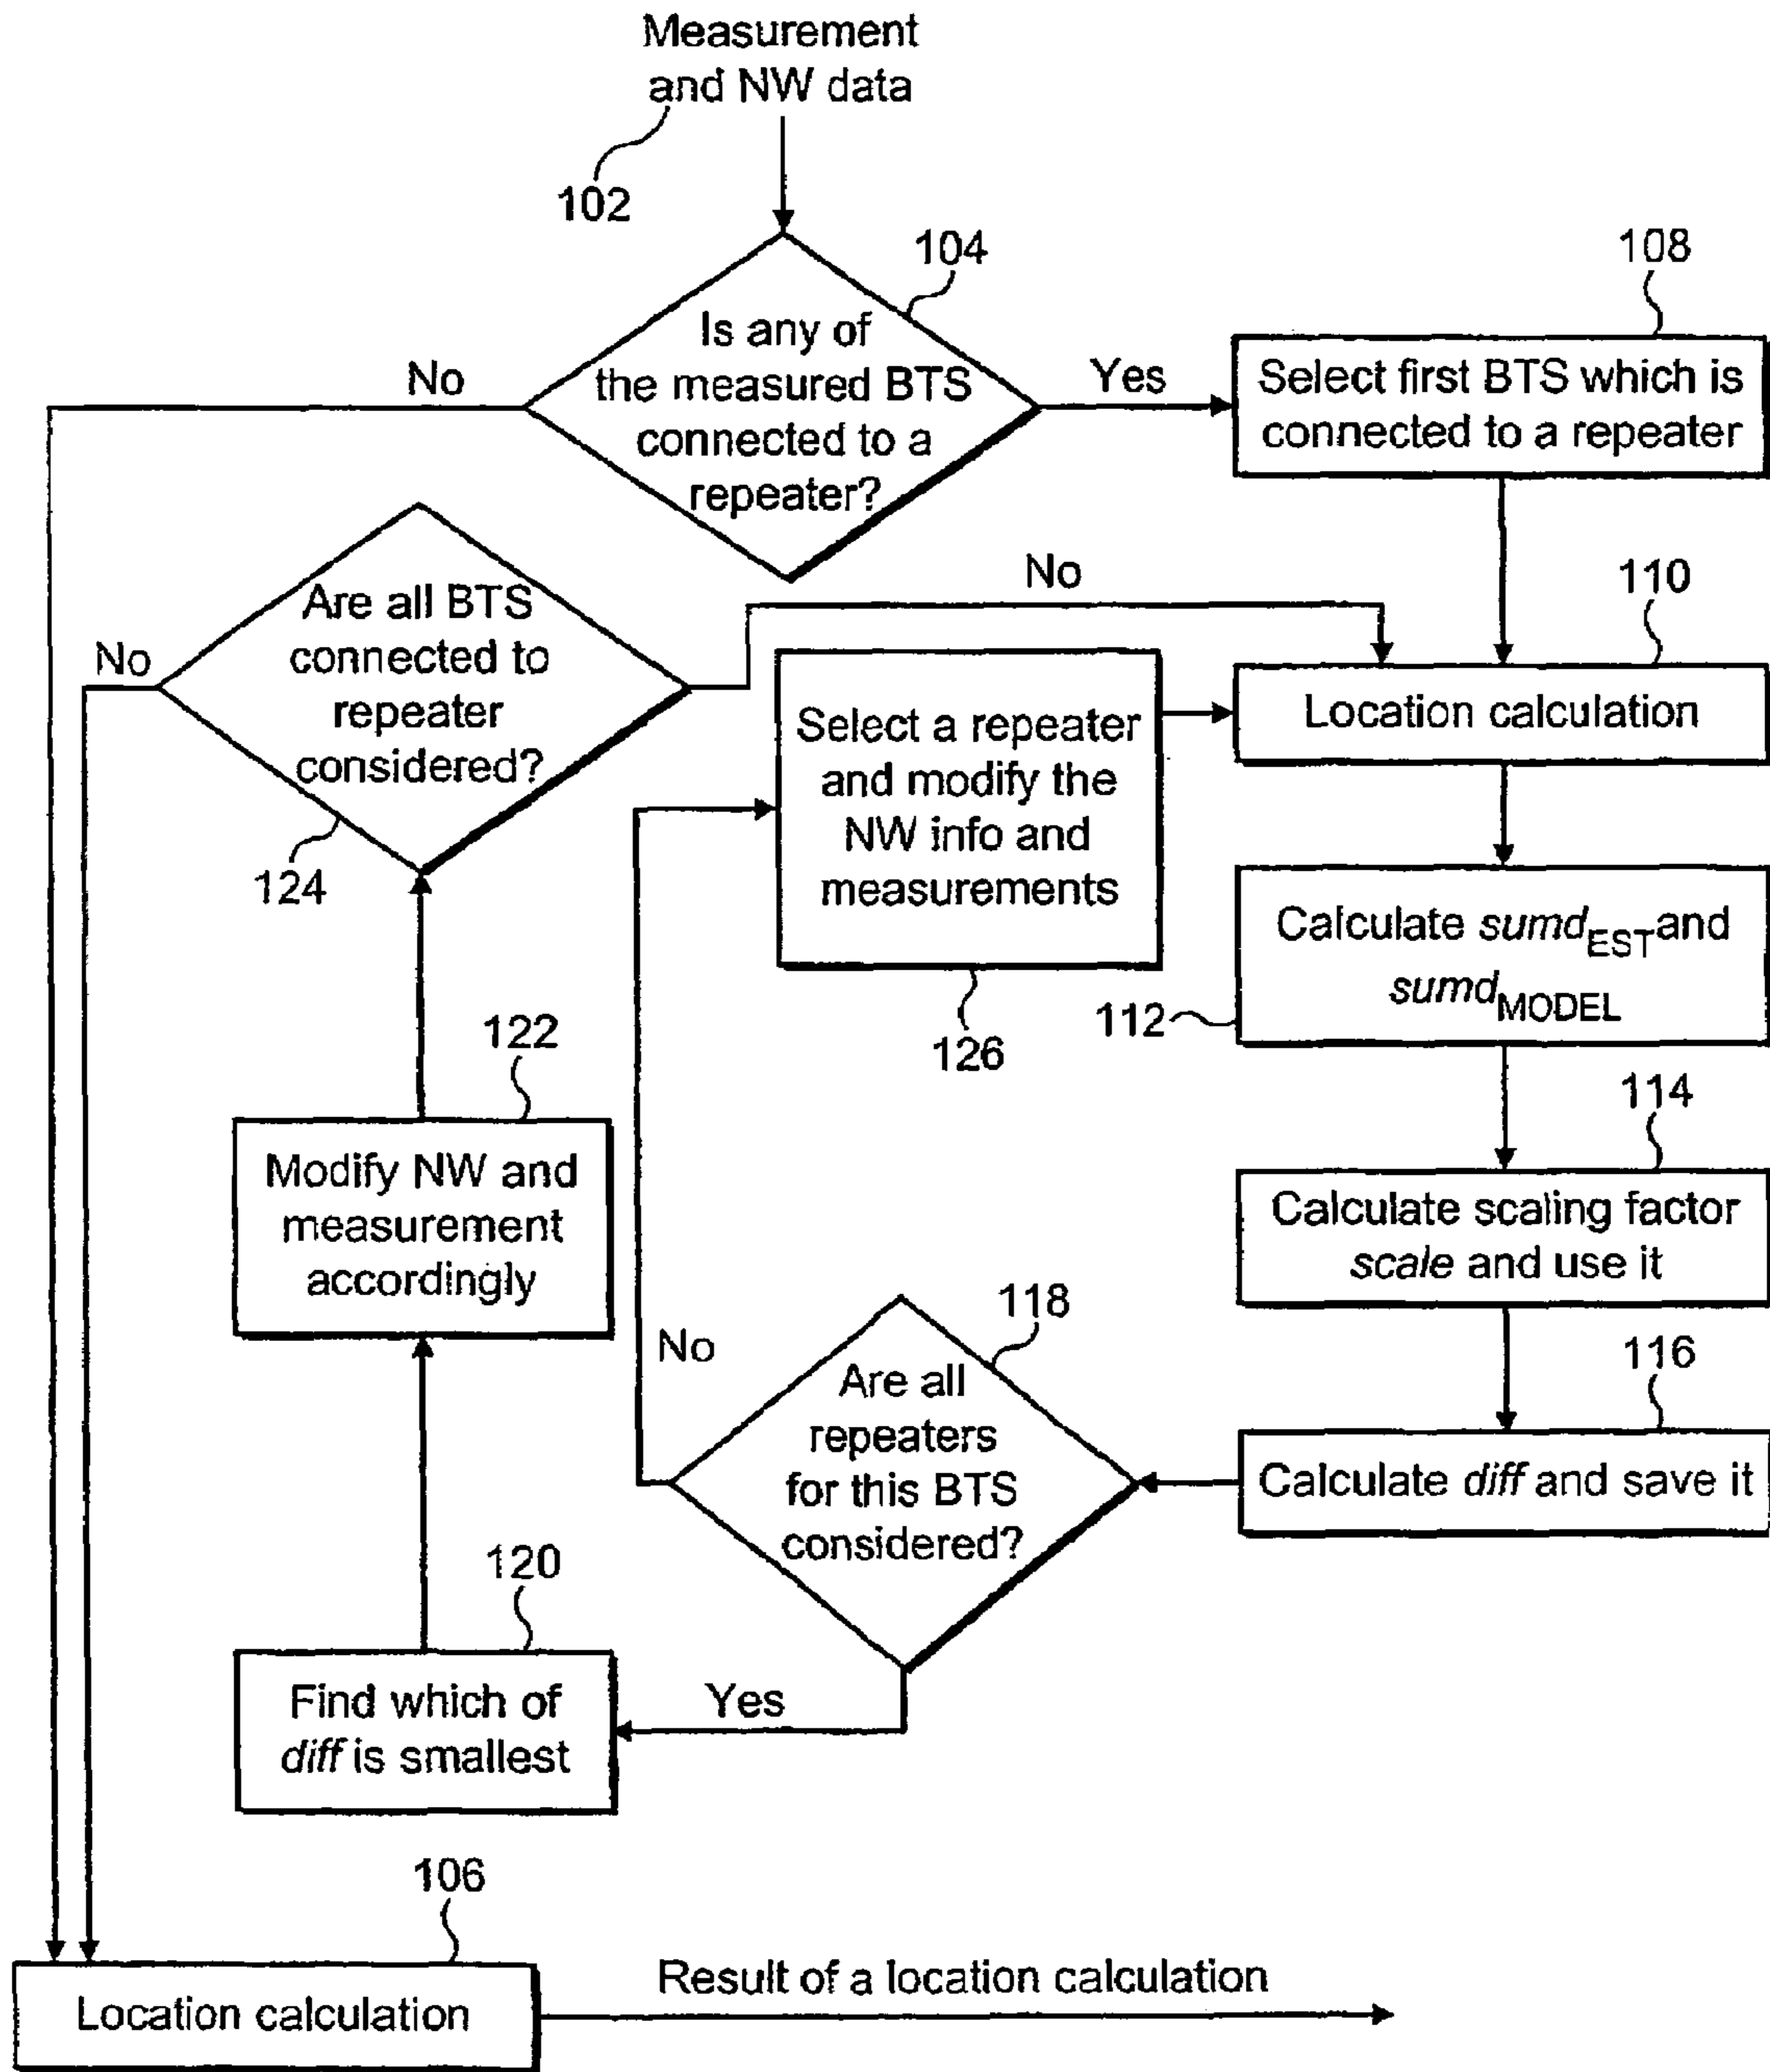 Measurement
and NW data
102
104
Is any of
the measured BTS
connected to a
repeater?
No
Yes
108
Select first BTS which is
connected to a repeater
Are all BTS
connected to
repeater
considered?
No
No
124
110
Location calculation
Select a repeater
and modify the
NW info and
measurements
126
Calculate sumd_EST and
sumd_MODEL
112
122
Modify NW and
measurement
accordingly
114
Calculate scaling factor
scale and use it
118
No
Are all
repeaters
for this BTS
considered?
116
Calculate diff and save it
120
Yes
Find which of
diff is smallest
106
Location calculation
Result of a location calculation